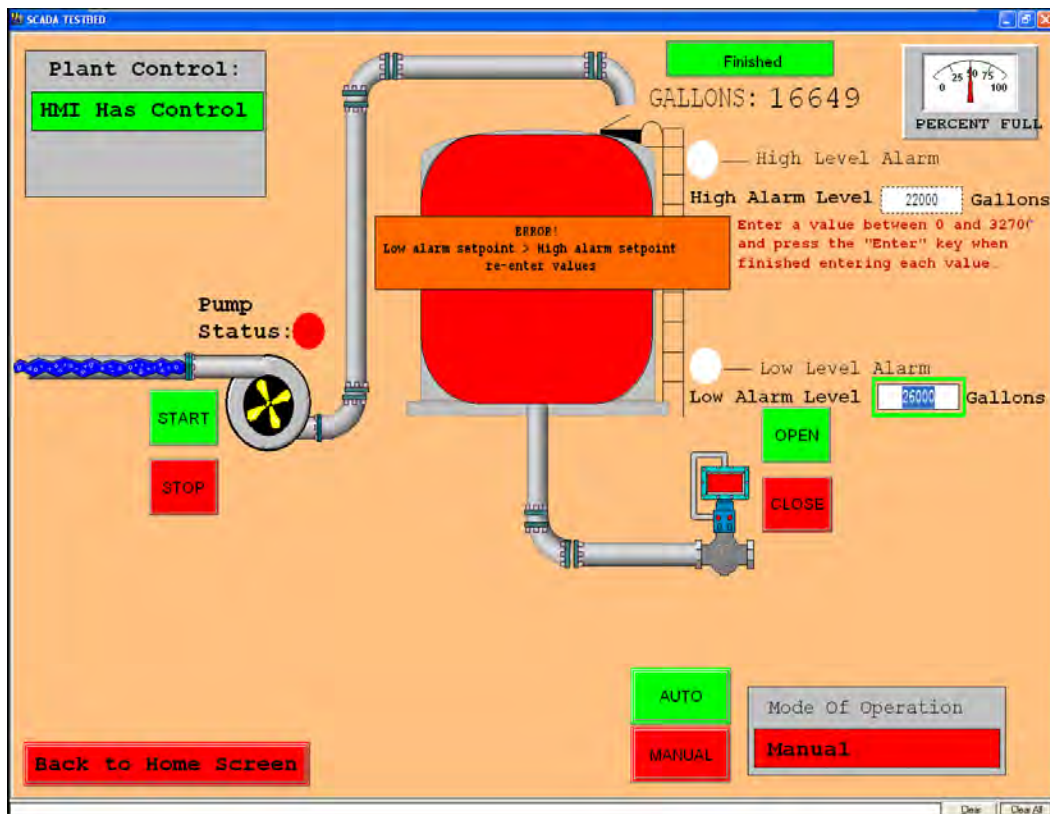 SCADA TESTBED
Plant Control:
HMI Has Control
Finished
GALLONS: 16649
0 25 50 75 100
PERCENT FULL
High Level Alarm
High Alarm Level 22000 Gallons
Enter a value between 0 and 3270
and press the "Enter" key when
finished entering each value.
ERROR!
Low alarm setpoint > High alarm setpoint
re-enter values
Pump
Status:
Low Level Alarm
Low Alarm Level 26000 Gallons
START
STOP
OPEN
CLOSE
AUTO
MANUAL
Mode Of Operation
Manual
Back to Home Screen
Clear Clear All